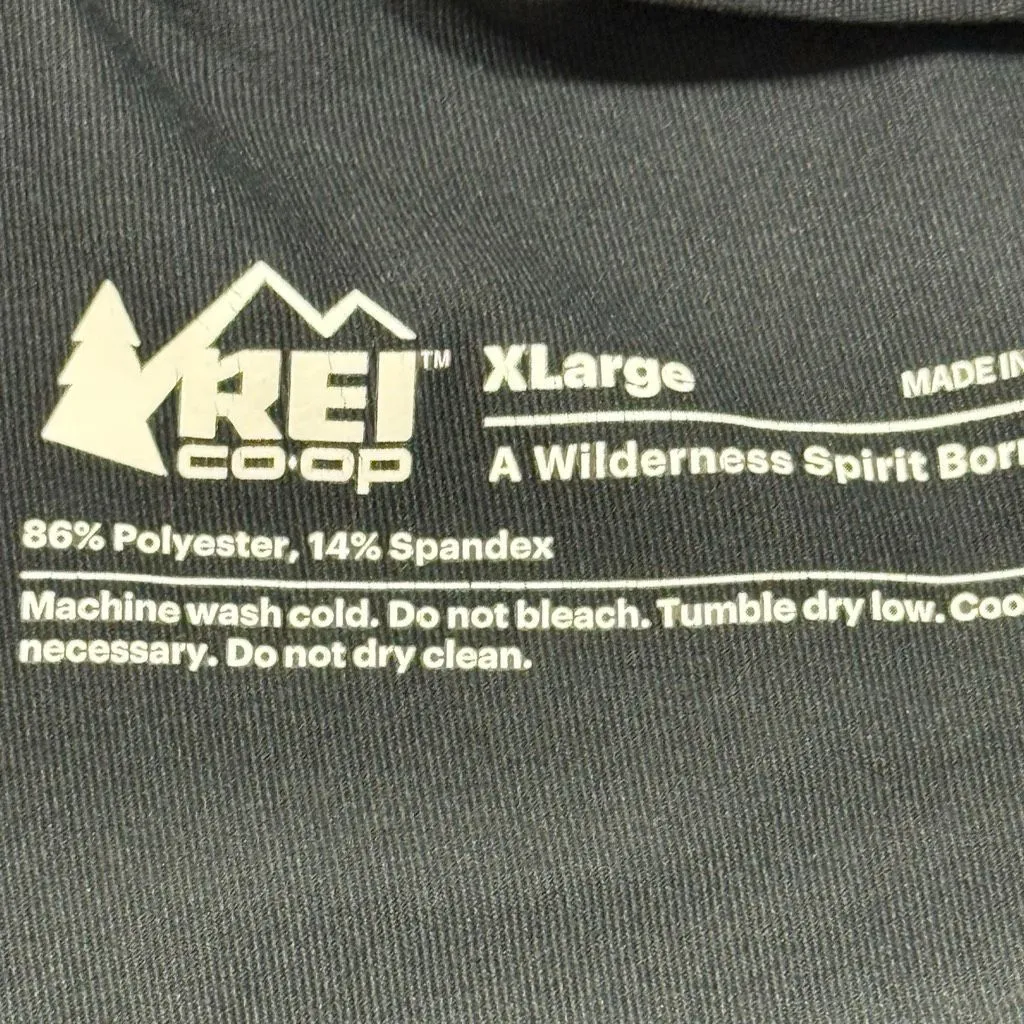 REI™
CO·OP
XLarge
MADE IN
A Wilderness Spirit
86% Polyester, 14% Spandex
Machine wash cold. Do not bleach. Tumble dry low.
necessary. Do not dry clean.